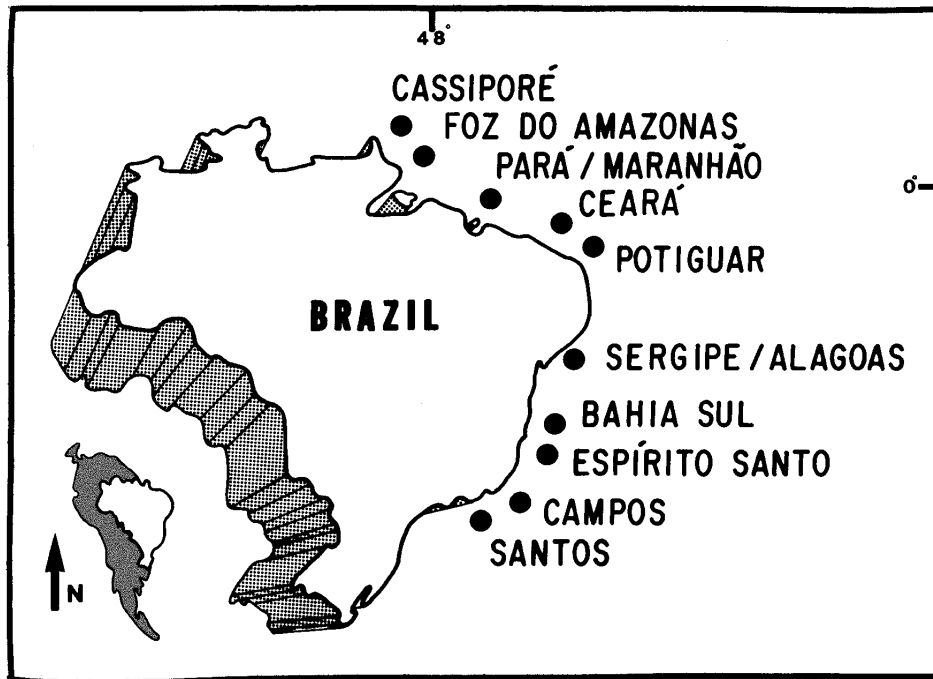 48°
CASSIPORÉ
FOZ DO AMAZONAS
PARÁ / MARANHÃO
0°
CEARÁ
POTIGUAR
BRAZIL
SERGIPE / ALAGOAS
BAHIA SUL
ESPÍRITO SANTO
CAMPOS
SANTOS
N